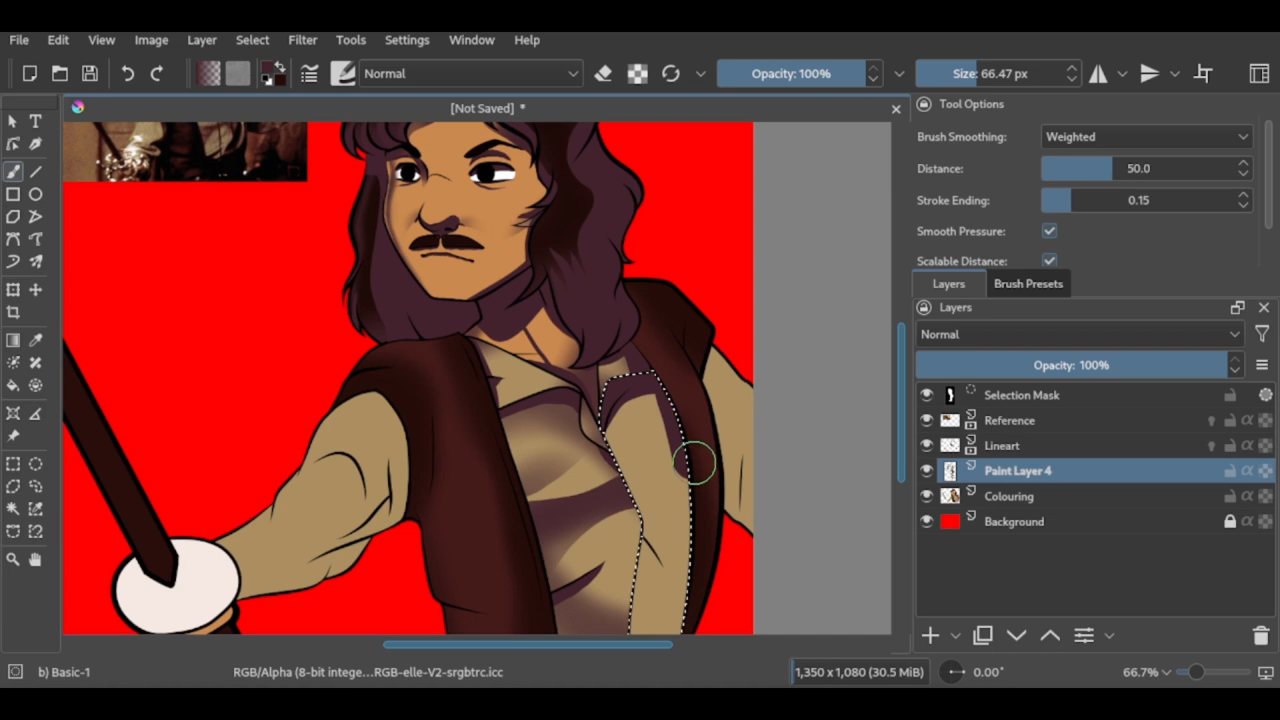 File Edit View Image Layer Select Filter Tools Settings Window Help
Normal Opacity: 100% Size: 66.47 px
[Not Saved] *
Tool Options
Brush Smoothing: Weighted
Distance: 50.0
Stroke Ending: 0.15
Smooth Pressure:
Scalable Distance:
Layers Brush Presets
Layers
Normal
Opacity: 100%
Selection Mask
Reference
Lineart
Paint Layer 4
Colouring
Background
b) Basic-1 RGB/Alpha (8-bit intege...RGB-elle-V2-srgbtrc.icc 1,350 x 1,080 (30.5 MiB) 0.00° 66.7%